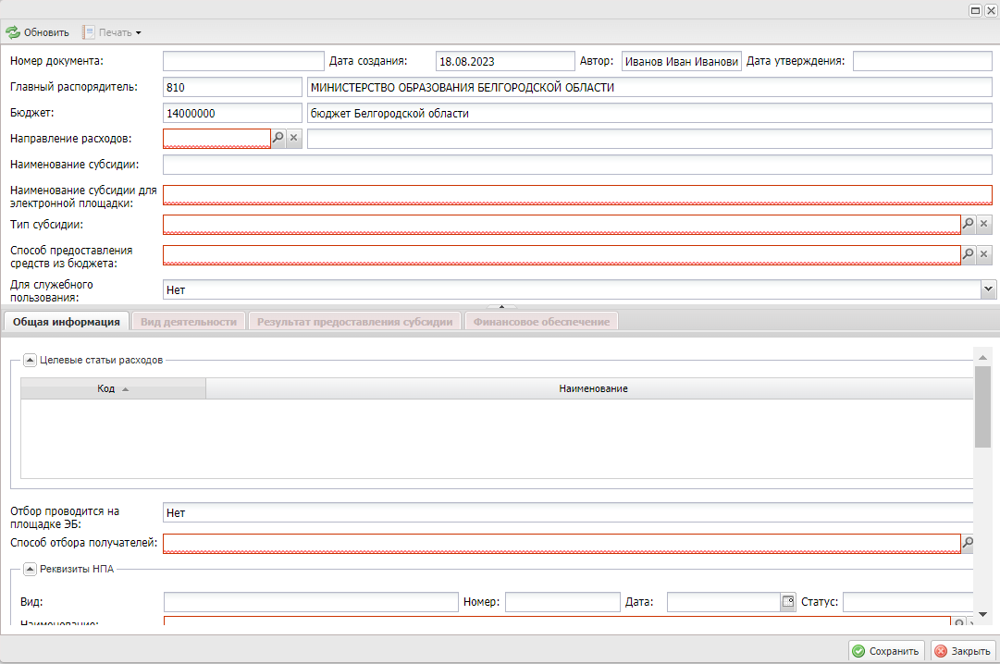 Обновить Печать
Номер документа: Дата создания: 18.08.2023 Автор: Иванов Иван Иванови Дата утверждения:
Главный распорядитель: 810 МИНИСТЕРСТВО ОБРАЗОВАНИЯ БЕЛГОРОДСКОЙ ОБЛАСТИ
Бюджет: 14000000 бюджет Белгородской области
Направление расходов:
Наименование субсидии:
Наименование субсидии для
электронной площадки:
Тип субсидии:
Способ предоставления
средств из бюджета:
Для служебного
пользования: Нет
Общая информация Вид деятельности Результат предоставления субсидии Финансовое обеспечение
Целевые статьи расходов
Код Наименование
Отбор проводится на
площадке ЭБ: Нет
Способ отбора получателей:
Реквизиты НПА
Вид: Номер: Дата: Статус:
Наименование:
Сохранить Закрыть